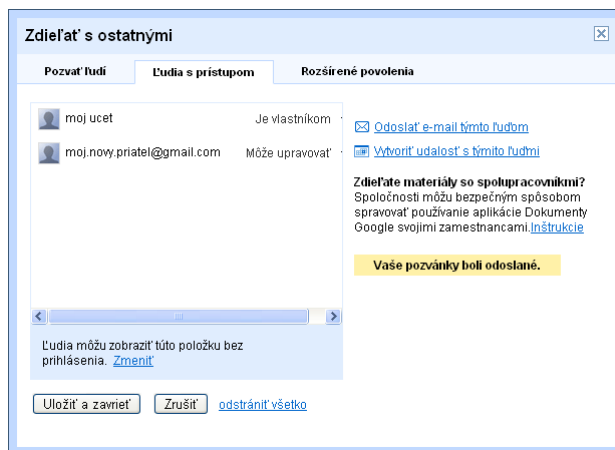 Zdieľať s ostatnými
Pozvať ľudí
Ľudia s prístupom
Rozšírené povolenia
moj ucet
Je vlastníkom
moj.novy.priatel@gmail.com
Môže upravovať
Odoslať e-mail týmto ľuďom
Vytvoriť udalosť s týmito ľuďmi
Zdieľate materiály so spolupracovníkmi?
Spoločnosti môžu bezpečným spôsobom
spravovať používanie aplikácie Dokumenty
Google svojimi zamestnancami.Inštrukcie
Vaše pozvánky boli odoslané.
Ľudia môžu zobraziť túto položku bez
prihlásenia. Zmeniť
Uložiť a zavrieť
Zrušiť
odstrániť všetko